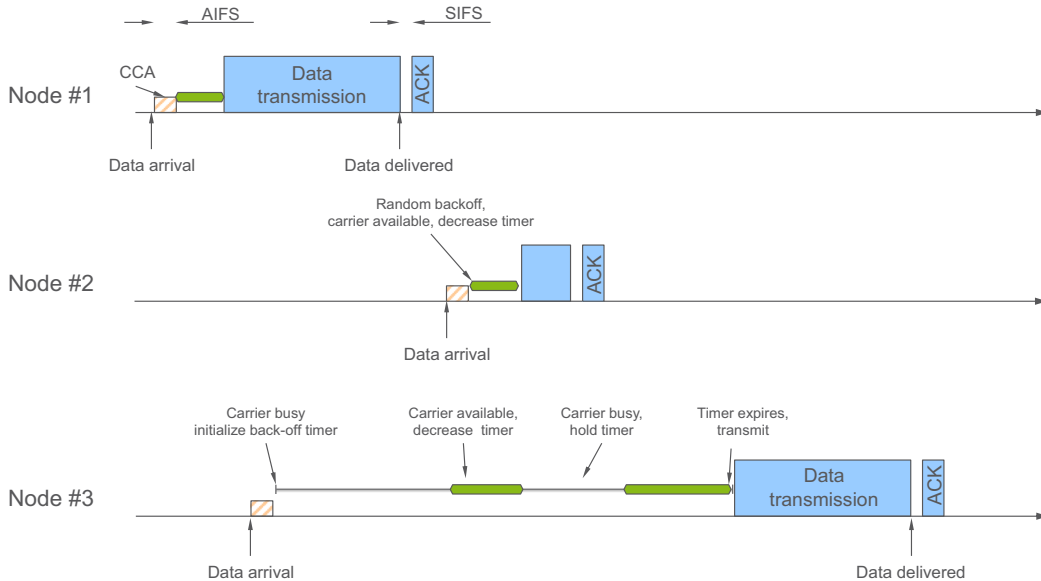 AIFS
SIFS
CCA
Data
transmission
ACK
Node #1
Data arrival
Data delivered
Random backoff,
carrier available, decrease timer
ACK
Node #2
Data arrival
Carrier busy
initialize back-off timer
Carrier available,
decrease timer
Carrier busy,
hold timer
Timer expires,
transmit
Data
transmission
ACK
Node #3
Data arrival
Data delivered